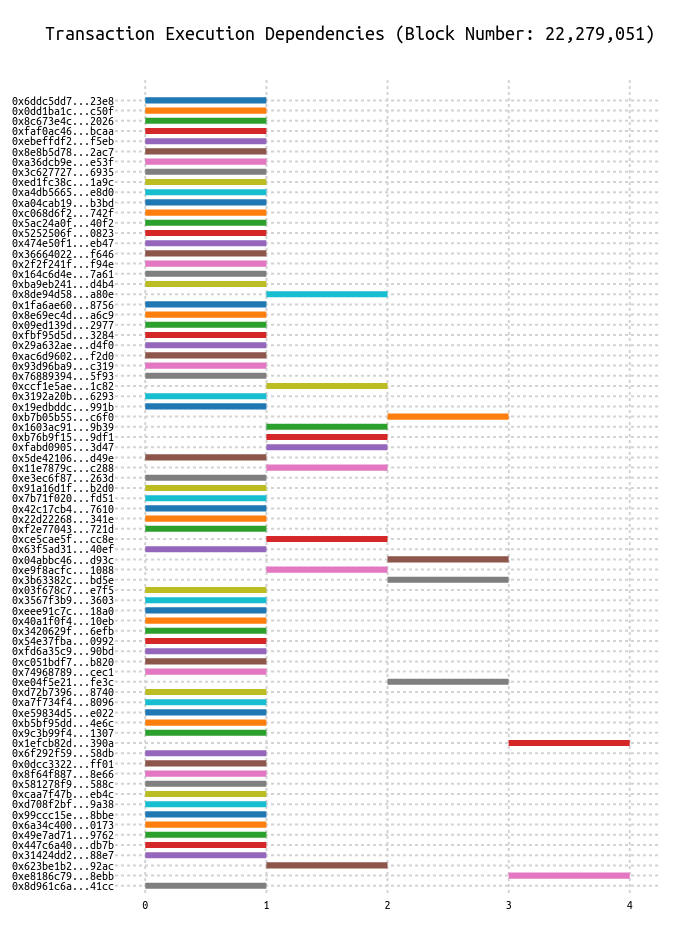 Transaction Execution Dependencies (Block Number: 22,279,051)
0x6ddc5dd7...23e8
0x0dd1ba1c...c50f
0x8c673e4c...2026
0xfaf0ac46...bcaa
0xebeffdf2...f5eb
0x8e8b5d78...2ac7
0xa36dcb9e...e53f
0x3c627727...6935
0xed1fc38c...1a9c
0xa4db5665...e8d0
0xa04cab19...b3bd
0xc068d6f2...742f
0x5ac24a0f...40f2
0x5252506f...0823
0x474e50f1...eb47
0x36664022...f646
0x2f2f241f...f94e
0x164c6d4e...7a61
0xba9eb241...d4b4
0x8de94d58...a80e
0x1fa6ae60...8756
0x8e69ec4d...a6c9
0x09ed139d...2977
0xfbf95d5d...3284
0x29a632ae...d4f0
0xac6d9602...f2d0
0x93d96ba9...c319
0x76889394...5f93
0xccf1e5ae...1c82
0x3192a20b...6293
0x19edbddc...991b
0xb7b05b55...c6f0
0x1603ac91...9b39
0xb76b9f15...9df1
0xfabd0905...3d47
0x5de42106...d49e
0x11e7879c...c288
0xe3ec6f87...263d
0x91a16d1f...b2d0
0x7b71f020...fd51
0x42c17cb4...7610
0x22d22268...341e
0xf2e77043...721d
0xce5cae5f...cc8e
0x63f5ad31...40ef
0x04abbc46...d93c
0xe9f8acfc...1088
0x3b63382c...bd5e
0x03f678c7...e7f5
0x3567f3b9...3603
0xeee91c7c...18a0
0x40a1f0f4...10eb
0x3420629f...6efb
0x54e37fba...0992
0xfd6a35c9...90bd
0xc051bdf7...b820
0x74968789...cec1
0xe04f5e21...fe3c
0xd72b7396...8740
0xa7f734f4...8096
0xe59834d5...e022
0xb5bf95dd...4e6c
0x9c3b99f4...1307
0x1efcb82d...390a
0x6f292f59...58db
0x0dcc3322...ff01
0x8f64f887...8e66
0x581278f9...588c
0xcaa7f47b...eb4c
0xd708f2bf...9a38
0x99ccc15e...8bbe
0x6a34c400...0173
0x49e7ad71...9762
0x447c6a40...db7b
0x31424dd2...88e7
0x623be1b2...92ac
0xe8186c79...8ebb
0x8d961c6a...41cc
0 1 2 3 4